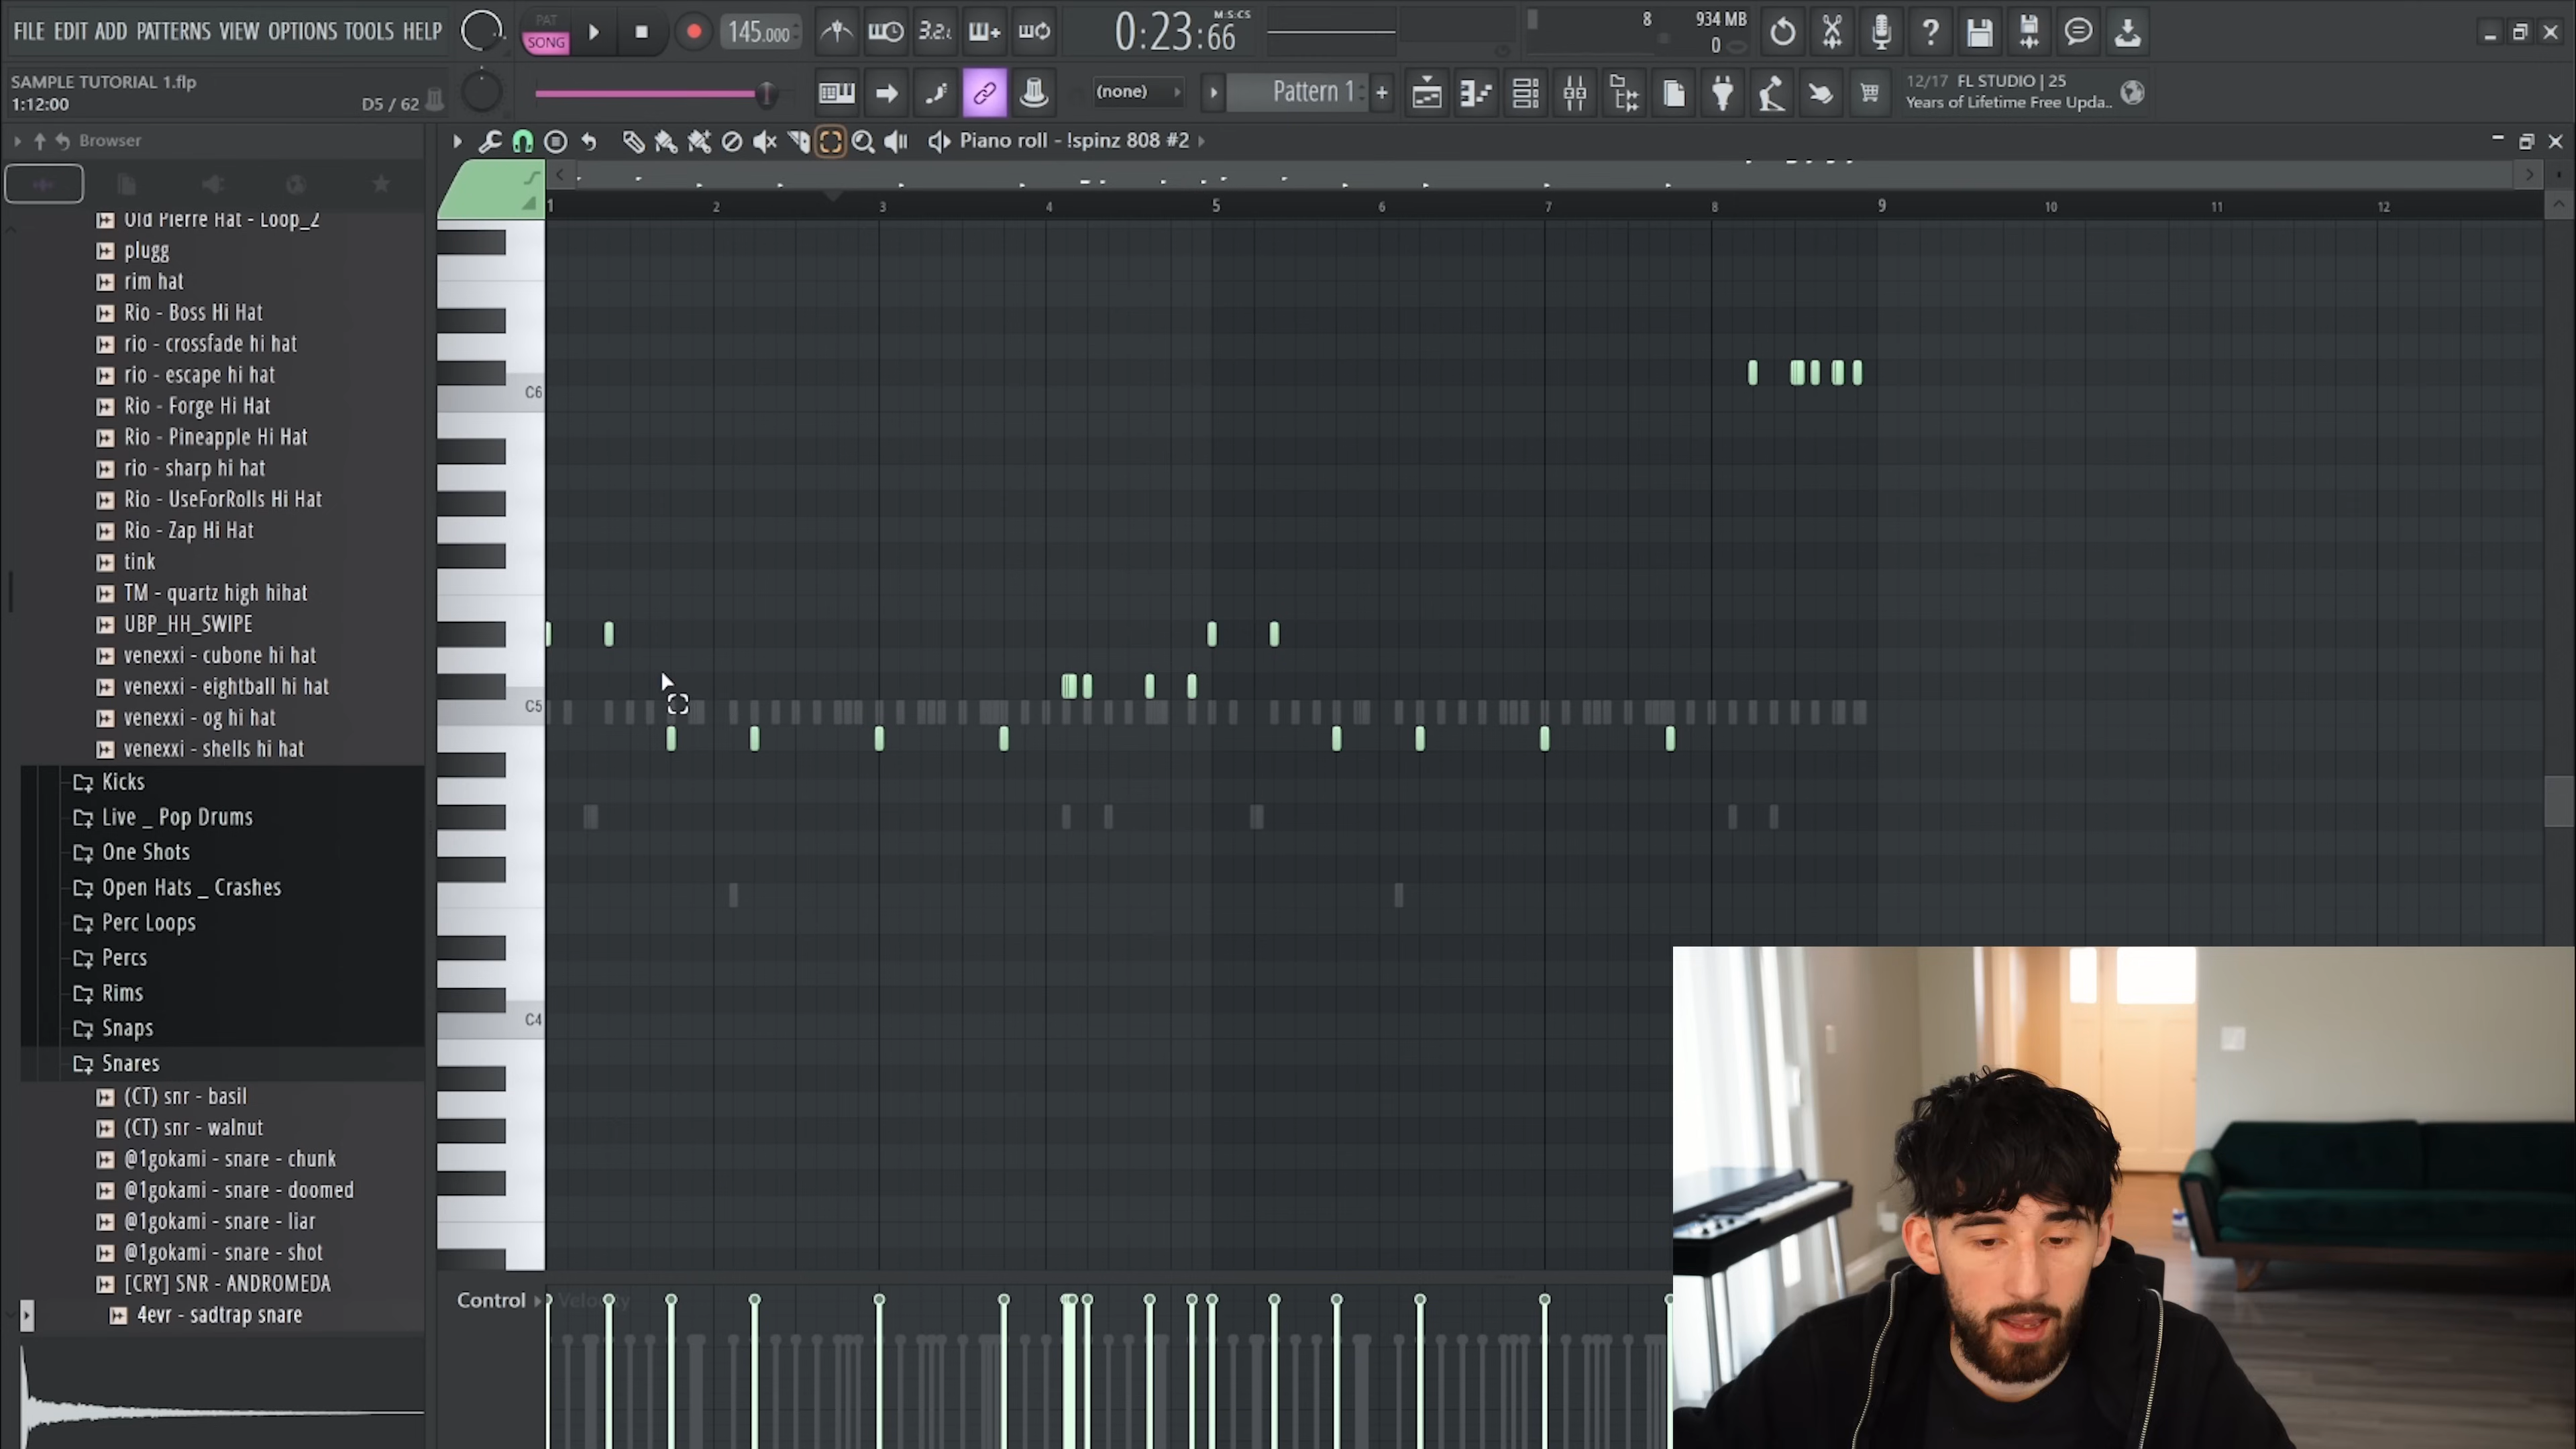 FILE EDIT ADD PATTERNS VIEW OPTIONS TOOLS HELP
PAT
SONG
145.000
3.2.
0:23:66
M:S:CS
8
934 MB
0
SAMPLE TUTORIAL 1.flp
1:12:00
D5 / 62
(none)
Pattern 1
+
12/17 FL STUDIO | 25
Years of Lifetime Free Upda..
Browser
Piano roll - !spinz 808 #2
1 2 3 4 5 6 7 8 9 10 11 12
Old Pierre Hat - Loop_2
plugg
rim hat
Rio - Boss Hi Hat
rio - crossfade hi hat
rio - escape hi hat
Rio - Forge Hi Hat
Rio - Pineapple Hi Hat
rio - sharp hi hat
Rio - UseForRolls Hi Hat
Rio - Zap Hi Hat
tink
TM - quartz high hihat
UBP_HH_SWIPE
venexxi - cubone hi hat
venexxi - eightball hi hat
venexxi - og hi hat
venexxi - shells hi hat
Kicks
Live _ Pop Drums
One Shots
Open Hats _ Crashes
Perc Loops
Percs
Rims
Snaps
Snares
(CT) snr - basil
(CT) snr - walnut
@1gokami - snare - chunk
@1gokami - snare - doomed
@1gokami - snare - liar
@1gokami - snare - shot
[CRY] SNR - ANDROMEDA
4evr - sadtrap snare
C6
C5
C4
Control
Velocity